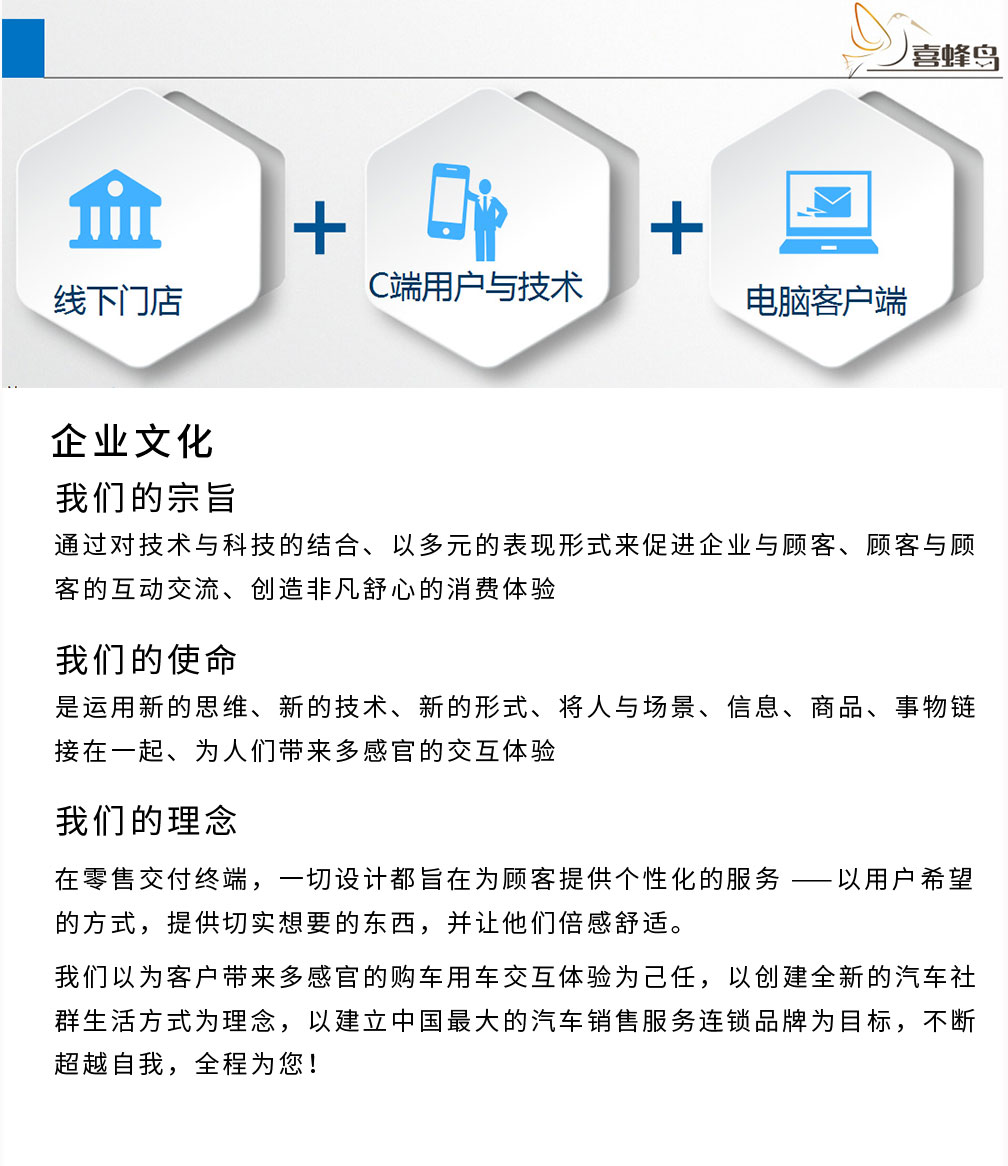 喜蜂鸟
线下门店
C端用户与技术
电脑客户端
企业文化
我们的宗旨
通过对技术与科技的结合、以多元的表现形式来促进企业与顾客、顾客与顾
客的互动交流、创造非凡舒心的消费体验
我们的使命
是运用新的思维、新的技术、新的形式、将人与场景、信息、商品、事物链
接在一起、为人们带来多感官的交互体验
我们的理念
在零售交付终端，一切设计都旨在为顾客提供个性化的服务 ——以用户希望
的方式，提供切实想要的东西，并让他们倍感舒适。
我们以为客户带来多感官的购车用车交互体验为己任，以创建全新的汽车社
群生活方式为理念，以建立中国最大的汽车销售服务连锁品牌为目标，不断
超越自我，全程为您！